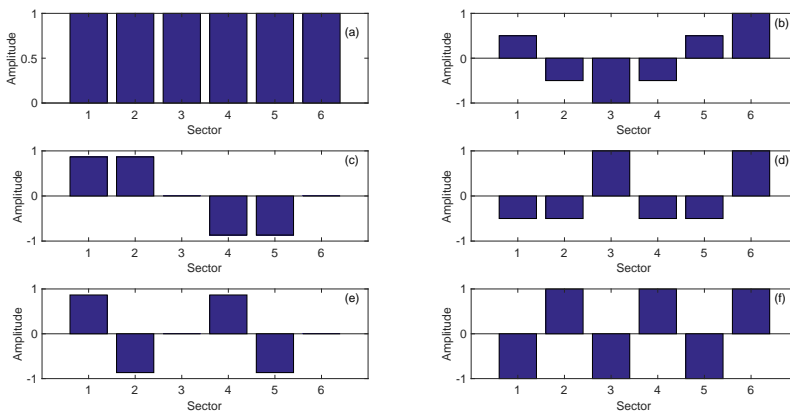 1
0.5
0
Amplitude
(a)
1 2 3 4 5 6
Sector
1
0
-1
Amplitude
(b)
1 2 3 4 5 6
Sector
1
0
-1
Amplitude
(c)
1 2 3 4 5 6
Sector
1
0
-1
Amplitude
(d)
1 2 3 4 5 6
Sector
1
0
-1
Amplitude
(e)
1 2 3 4 5 6
Sector
1
0
-1
Amplitude
(f)
1 2 3 4 5 6
Sector